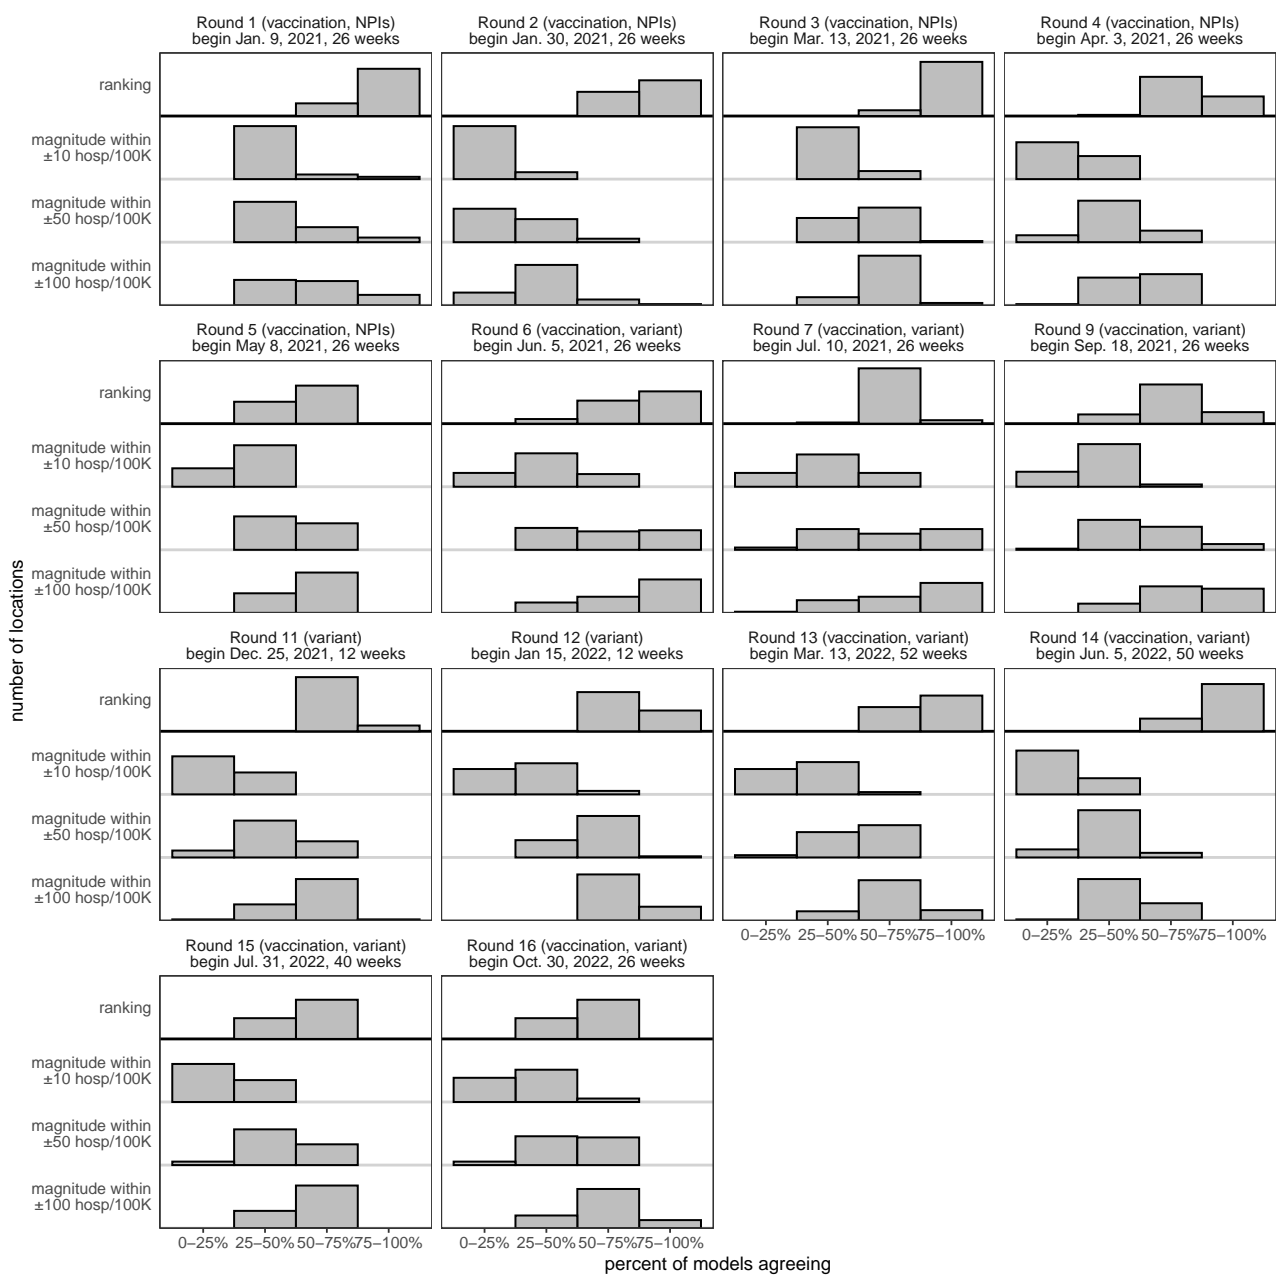 Round 1 (vaccination, NPIs)
begin Jan. 9, 2021, 26 weeks
Round 2 (vaccination, NPIs)
begin Jan. 30, 2021, 26 weeks
Round 3 (vaccination, NPIs)
begin Mar. 13, 2021, 26 weeks
Round 4 (vaccination, NPIs)
begin Apr. 3, 2021, 26 weeks
ranking
magnitude within
±10 hosp/100K
magnitude within
±50 hosp/100K
magnitude within
±100 hosp/100K
Round 5 (vaccination, NPIs)
begin May 8, 2021, 26 weeks
Round 6 (vaccination, variant)
begin Jun. 5, 2021, 26 weeks
Round 7 (vaccination, variant)
begin Jul. 10, 2021, 26 weeks
Round 9 (vaccination, variant)
begin Sep. 18, 2021, 26 weeks
ranking
magnitude within
±10 hosp/100K
magnitude within
±50 hosp/100K
magnitude within
±100 hosp/100K
number of locations
Round 11 (variant)
begin Dec. 25, 2021, 12 weeks
Round 12 (variant)
begin Jan 15, 2022, 12 weeks
Round 13 (vaccination, variant)
begin Mar. 13, 2022, 52 weeks
Round 14 (vaccination, variant)
begin Jun. 5, 2022, 50 weeks
ranking
magnitude within
±10 hosp/100K
magnitude within
±50 hosp/100K
magnitude within
±100 hosp/100K
0–25% 25–50% 50–75% 75–100%
0–25% 25–50% 50–75% 75–100%
Round 15 (vaccination, variant)
begin Jul. 31, 2022, 40 weeks
Round 16 (vaccination, variant)
begin Oct. 30, 2022, 26 weeks
ranking
magnitude within
±10 hosp/100K
magnitude within
±50 hosp/100K
magnitude within
±100 hosp/100K
0–25% 25–50% 50–75% 75–100%
0–25% 25–50% 50–75% 75–100%
percent of models agreeing